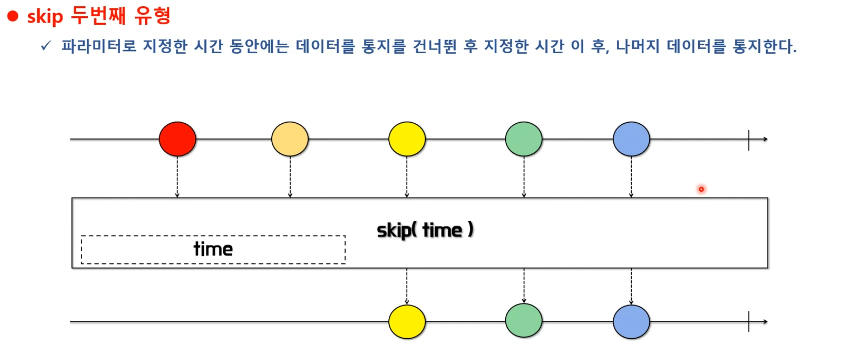 skip 두번째 유형
파라미터로 지정한 시간 동안에는 데이터를 통지를 건너뛴 후 지정한 시간 이 후, 나머지 데이터를 통지한다.
skip( time )
time